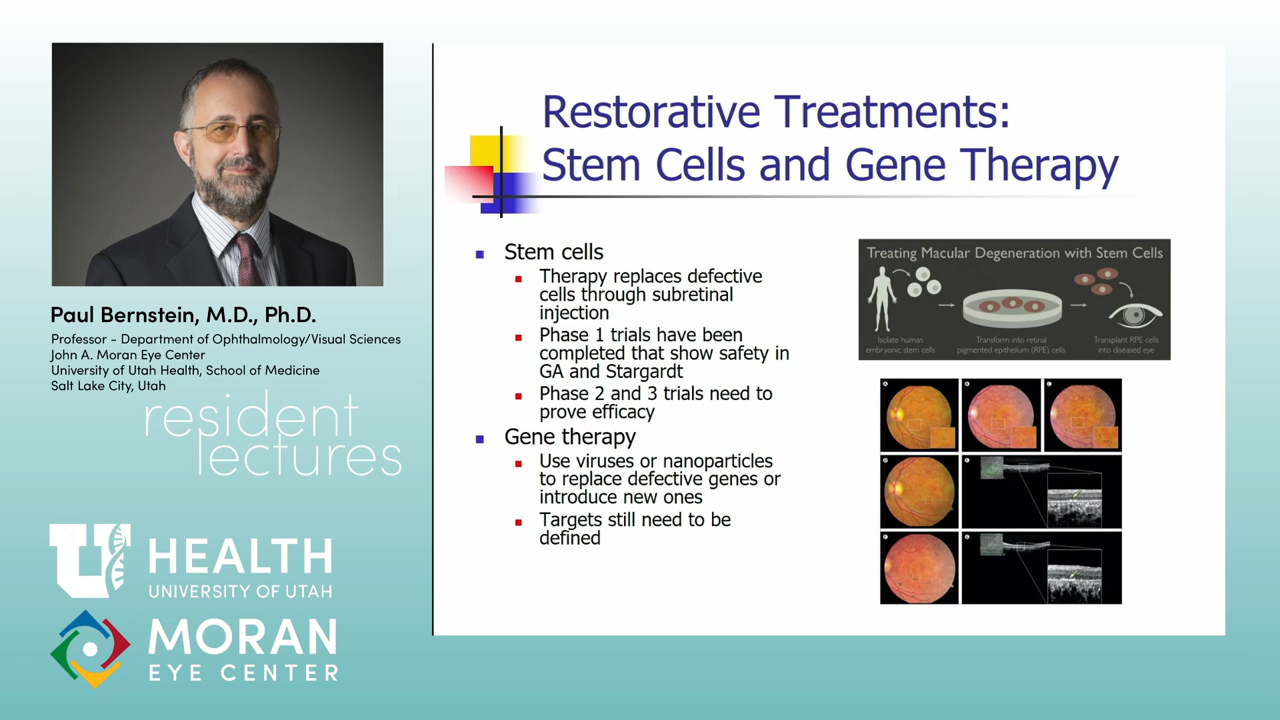 Paul Bernstein, M.D., Ph.D.
Professor - Department of Ophthalmology/Visual Sciences
John A. Moran Eye Center
University of Utah Health, School of Medicine
Salt Lake City, Utah
resident
lectures
U
HEALTH
UNIVERSITY OF UTAH
MORAN
EYE CENTER
Restorative Treatments:
Stem Cells and Gene Therapy
Stem cells
Therapy replaces defective
cells through subretinal
injection
Phase 1 trials have been
completed that show safety in
GA and Stargardt
Phase 2 and 3 trials need to
prove efficacy
Gene therapy
Use viruses or nanoparticles
to replace defective genes or
introduce new ones
Targets still need to be
defined
Treating Macular Degeneration with Stem Cells
Isolate human
embryonic stem cells
Transform into retinal
pigmented epithelium (RPE) cells
Transplant RPE cells
into diseased eye